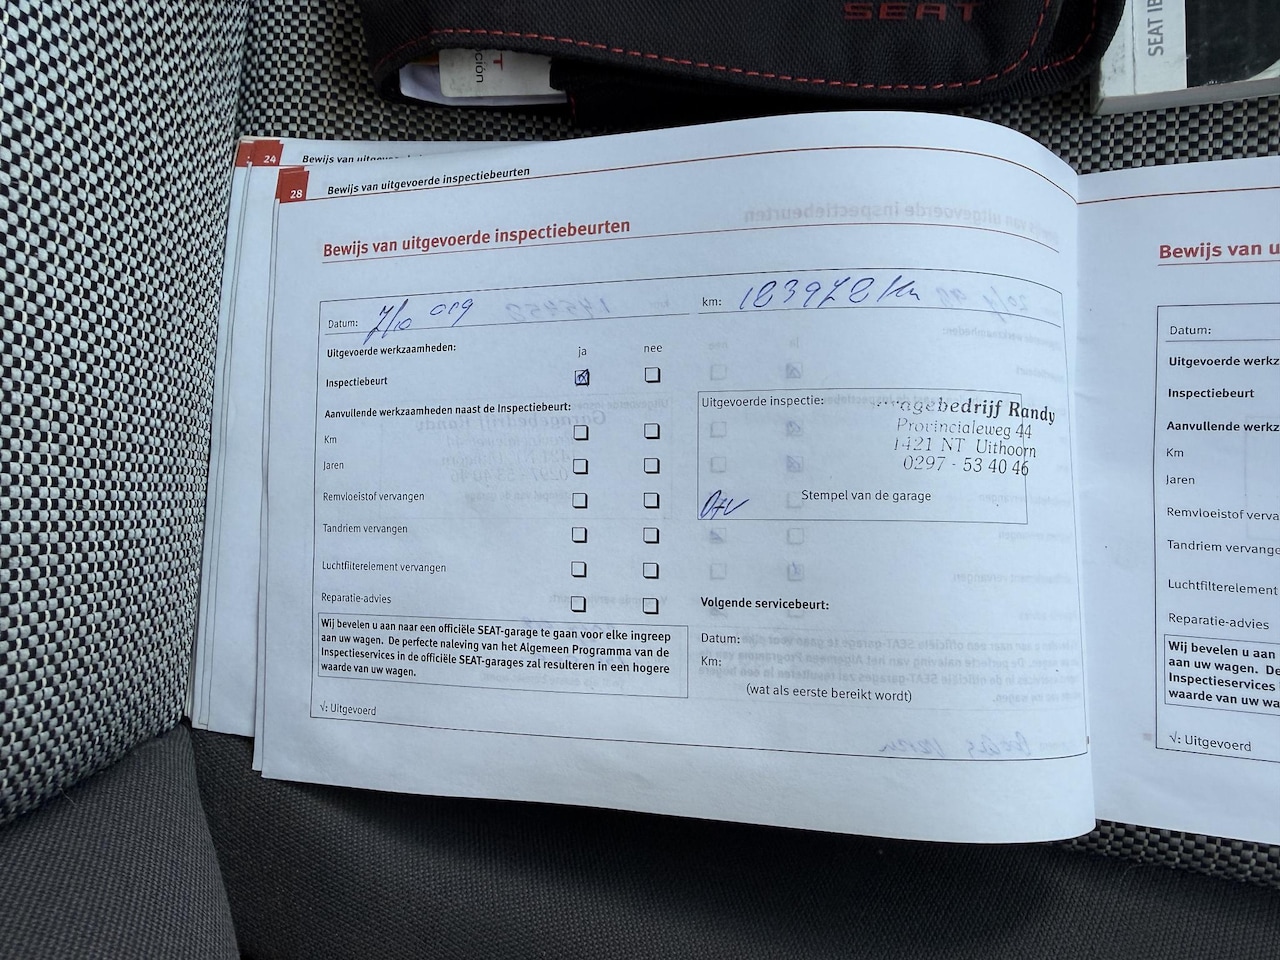 SEAT
SEAT IB
T
ción
24 Bewijs van
28 Bewijs van uitgevoerde inspectiebeurten
Bewijs van uitgevoerde inspectiebeurten
Datum: 7/10 019 km: 183972 Km
Uitgevoerde werkzaamheden: ja nee
Inspectiebeurt
Aanvullende werkzaamheden naast de Inspectiebeurt:
Km
Jaren
Remvloeistof vervangen
Tandriem vervangen
Luchtfilterelement vervangen
Reparatie-advies
Wij bevelen u aan naar een officiële SEAT-garage te gaan voor elke ingreep
aan uw wagen. De perfecte naleving van het Algemeen Programma van de
Inspectieservices in de officiële SEAT-garages zal resulteren in een hogere
waarde van uw wagen.
√: Uitgevoerd
Uitgevoerde inspectie:
agebedrijf Randy
Provincialeweg 44
1421 NT Uithoorn
0297 - 53 40 46
Stempel van de garage
Volgende servicebeurt:
Datum:
Km:
(wat als eerste bereikt wordt)
Bewijs van u
Datum:
Uitgevoerde werkz
Inspectiebeurt
Aanvullende werkz
Km
Jaren
Remvloeistof verva
Tandriem vervange
Luchtfilterelement
Reparatie-advies
Wij bevelen u aan
aan uw wagen. De
Inspectieservices
waarde van uw wa
√: Uitgevoerd